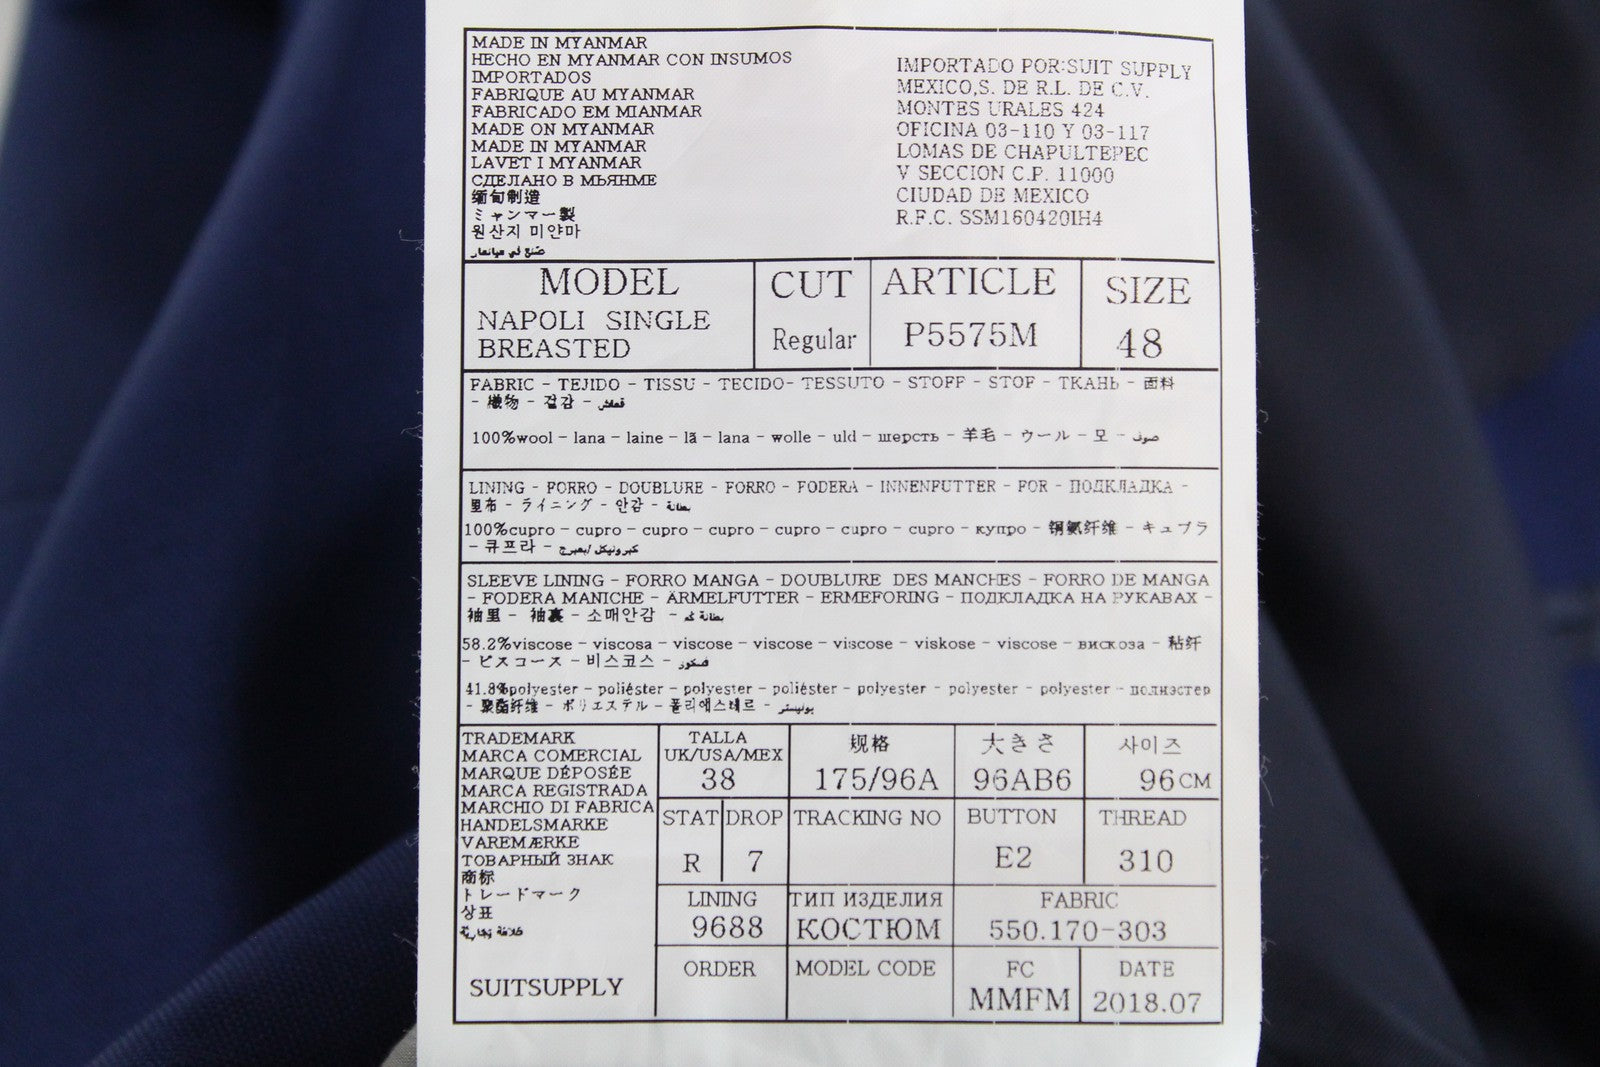 MADE IN MYANMAR
HECHO EN MYANMAR CON INSUMOS
IMPORTADOS
FABRIQUE AU MYANMAR
FABRICADO EM MIANMAR
MADE ON MYANMAR
MADE IN MYANMAR
LAVET I MYANMAR
СДЕЛАНО В МЬЯНМЕ
缅甸制造
ミャンマー製
원산지 미얀마
صنع في ميانمار
IMPORTADO POR:SUIT SUPPLY
MEXICO,S. DE R.L. DE C.V.
MONTES URALES 424
OFICINA 03-110 Y 03-117
LOMAS DE CHAPULTEPEC
V SECCION C.P. 11000
CIUDAD DE MEXICO
R.F.C. SSM160420IH4
MODEL
NAPOLI SINGLE
BREASTED
CUT
Regular
ARTICLE
P5575M
SIZE
48
FABRIC - TEJIDO - TISSU - TECIDO- TESSUTO - STOFF - STOF - ТКАНЬ - 面料
- 織物 - 겉감 - قماش
100%wool - lana - laine - lã - lana - wolle - uld - шерсть - 羊毛 - ウール - 모 - صوف
LINING - FORRO - DOUBLURE - FORRO - FODERA - INNENFUTTER - FOR - ПОДКЛАДКА -
里布 - ライニング - 안감 - بطانة
100%cupro - cupro - cupro - cupro - cupro - cupro - cupro - купро - 铜氨纤维 - キュプラ
- 큐프라 -
SLEEVE LINING - FORRO MANGA - DOUBLURE DES MANCHES - FORRO DE MANGA
- FODERA MANICHE - ÄRMELFUTTER - ERMEFORING - ПОДКЛАДКА НА РУКАВАХ -
袖里 - 袖裏 - 소매안감 - بطانة كم
58.2%viscose - viscosa - viscose - viscose - viscose - viskose - viscose - вискоза - 粘纤
- ビスコース - 비스코스 - فسكوز
41.8%polyester - poliéster - polyester - poliéster - polyester - polyester - polyester - полиэстер
- 聚酯纤维 - ポリエステル - 폴리에스테르 -
TRADEMARK
MARCA COMERCIAL
MARQUE DÉPOSÉE
MARCA REGISTRADA
MARCHIO DI FABRICA
HANDELSMARKE
VAREMÆRKE
ТОВАРНЫЙ ЗНАК
商标
トレードマーク
상표
SUITSUPPLY
TALLA
UK/USA/MEX
38
规格
175/96A
大きさ
96AB6
사이즈
96CM
STAT
R
DROP
7
TRACKING NO
BUTTON
E2
THREAD
310
LINING
9688
ТИП ИЗДЕЛИЯ
КОСТЮМ
FABRIC
550.170-303
ORDER
MODEL CODE
FC
MMFM
DATE
2018.07